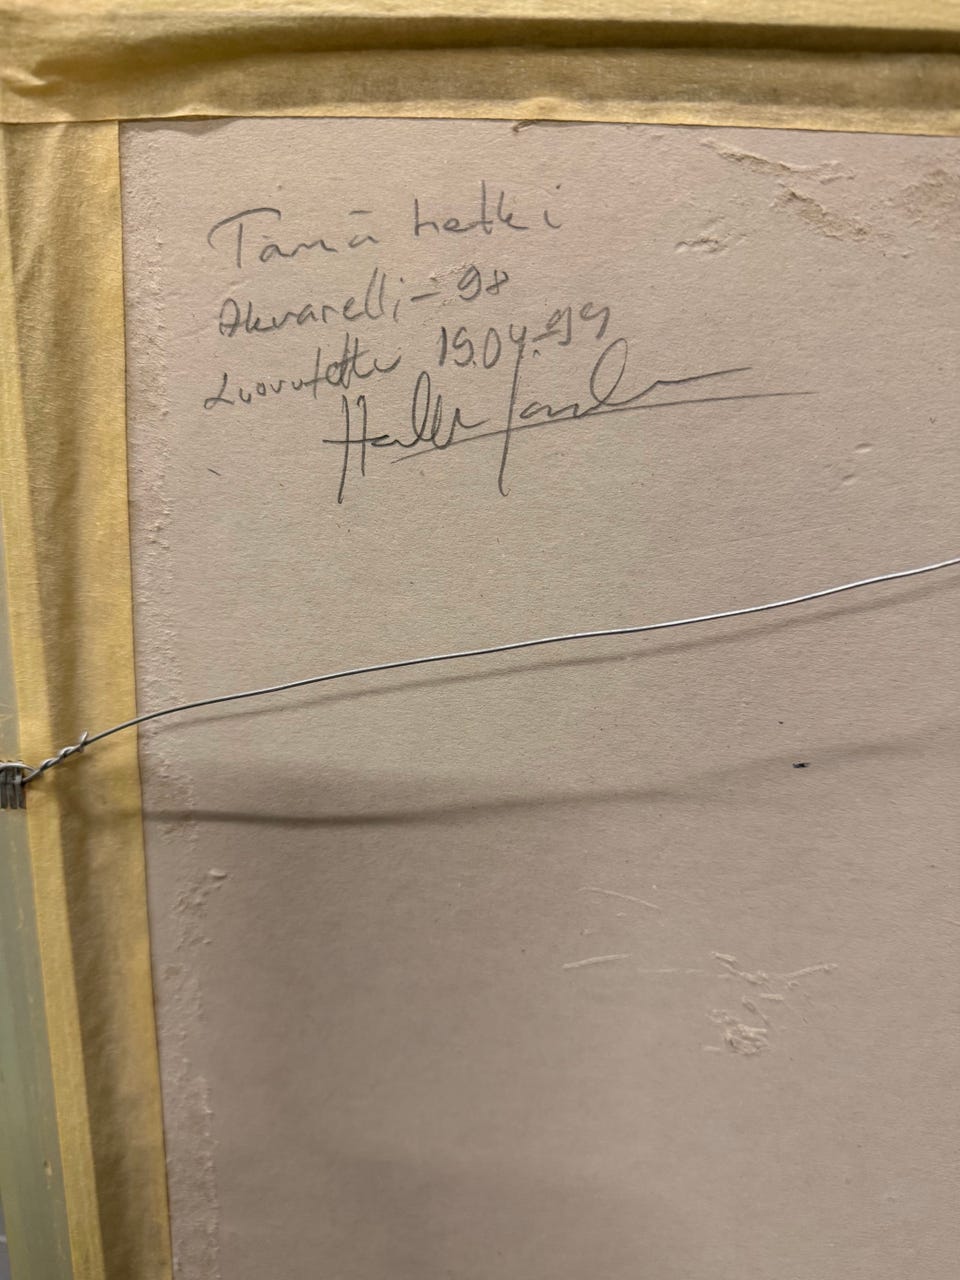 Tämä hetki
Akvarelli -98
Luovutettu 15.04.99